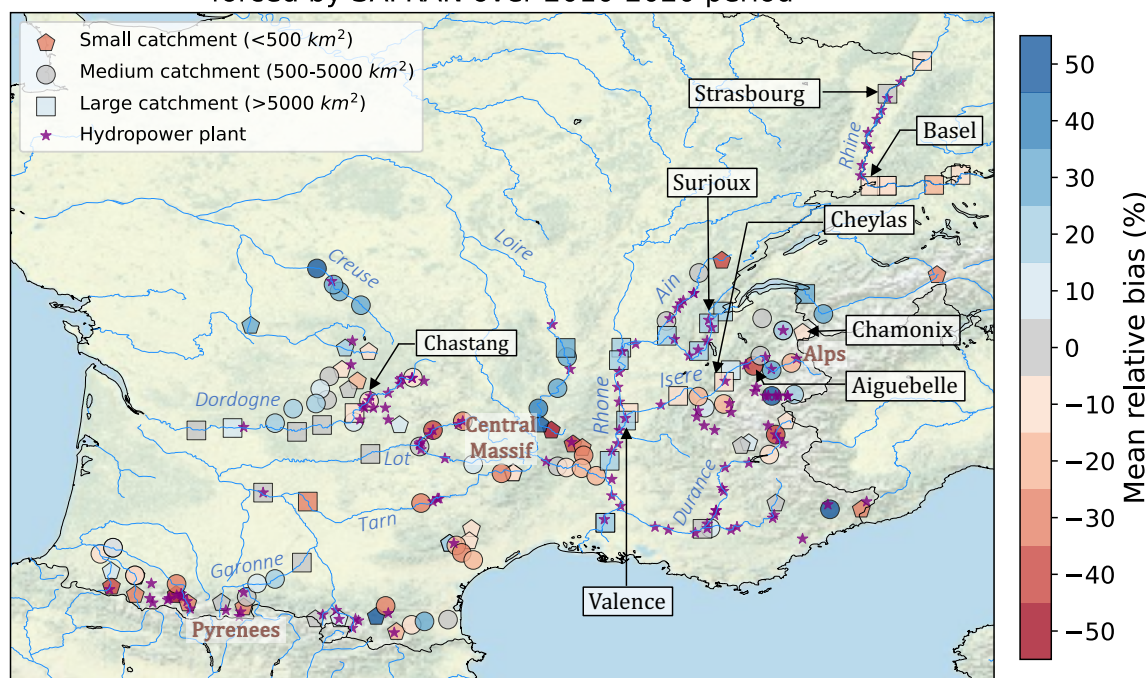 forced by SAFRAN over 2010-2020 period
Small catchment (<500 km²)
Medium catchment (500-5000 km²)
Large catchment (>5000 km²)
Hydropower plant
Strasbourg
Basel
Rhine
Surjoux
Cheylas
Loire
Creuse
Ain
Chamonix
Alps
Chastang
Isère
Aiguebelle
Dordogne
Rhone
Central
Massif
Lot
Durance
Tarn
Garonne
Valence
Pyrenees
50
40
30
20
10
0
−10
−20
−30
−40
−50
Mean relative bias (%)